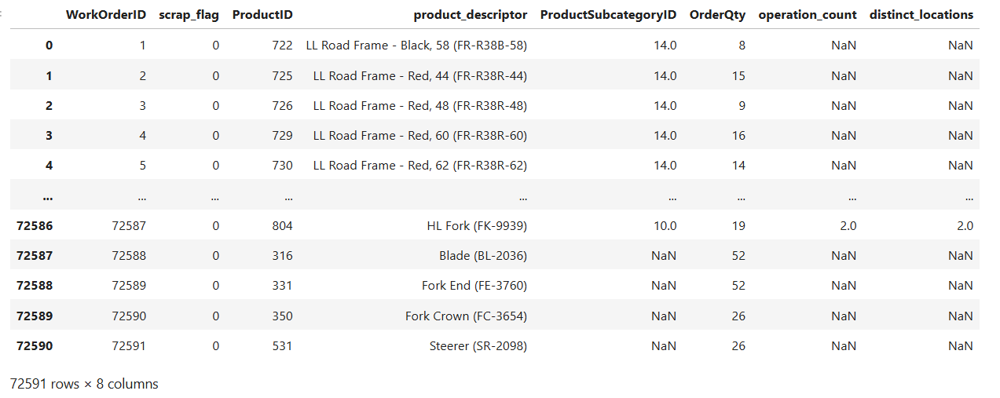 WorkOrderID scrap_flag ProductID product_descriptor ProductSubcategoryID OrderQty operation_count distinct_locations
0 1 0 722 LL Road Frame - Black, 58 (FR-R38B-58) 14.0 8 NaN NaN
1 2 0 725 LL Road Frame - Red, 44 (FR-R38R-44) 14.0 15 NaN NaN
2 3 0 726 LL Road Frame - Red, 48 (FR-R38R-48) 14.0 9 NaN NaN
3 4 0 729 LL Road Frame - Red, 60 (FR-R38R-60) 14.0 16 NaN NaN
4 5 0 730 LL Road Frame - Red, 62 (FR-R38R-62) 14.0 14 NaN NaN
... ... ... ... ... ... ... ... ...
72586 72587 0 804 HL Fork (FK-9939) 10.0 19 2.0 2.0
72587 72588 0 316 Blade (BL-2036) NaN 52 NaN NaN
72588 72589 0 331 Fork End (FE-3760) NaN 52 NaN NaN
72589 72590 0 350 Fork Crown (FC-3654) NaN 26 NaN NaN
72590 72591 0 531 Steerer (SR-2098) NaN 26 NaN NaN
72591 rows × 8 columns